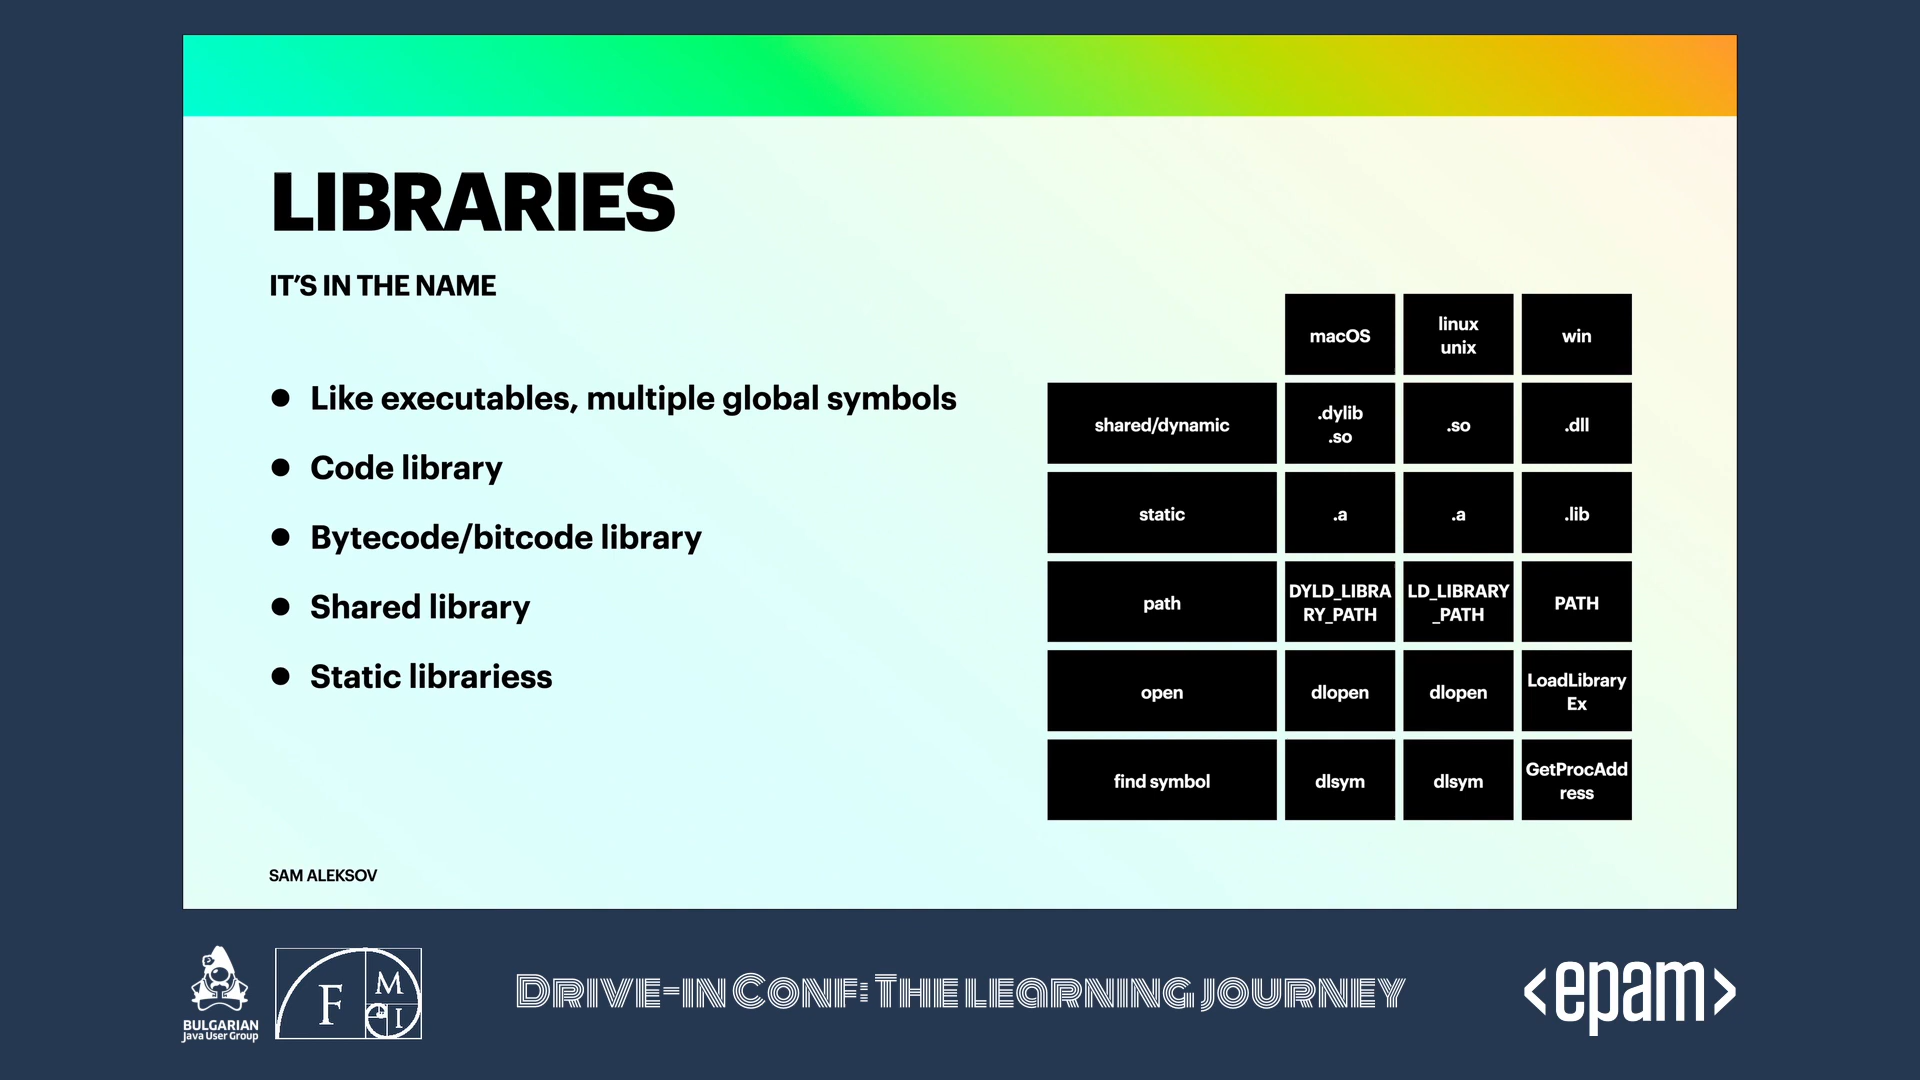 LIBRARIES
IT'S IN THE NAME
● Like executables, multiple global symbols
● Code library
● Bytecode/bitcode library
● Shared library
● Static librariess
macOS
linux
unix
win
shared/dynamic
.dylib
.so
.so
.dll
static
.a
.a
.lib
path
DYLD_LIBRA
RY_PATH
LD_LIBRARY
_PATH
PATH
open
dlopen
dlopen
LoadLibrary
Ex
find symbol
dlsym
dlsym
GetProcAdd
ress
SAM ALEKSOV
BULGARIAN
Java User Group
F
M
I
DRIVE-IN CONF: THE LEARNING JOURNEY
<epam>